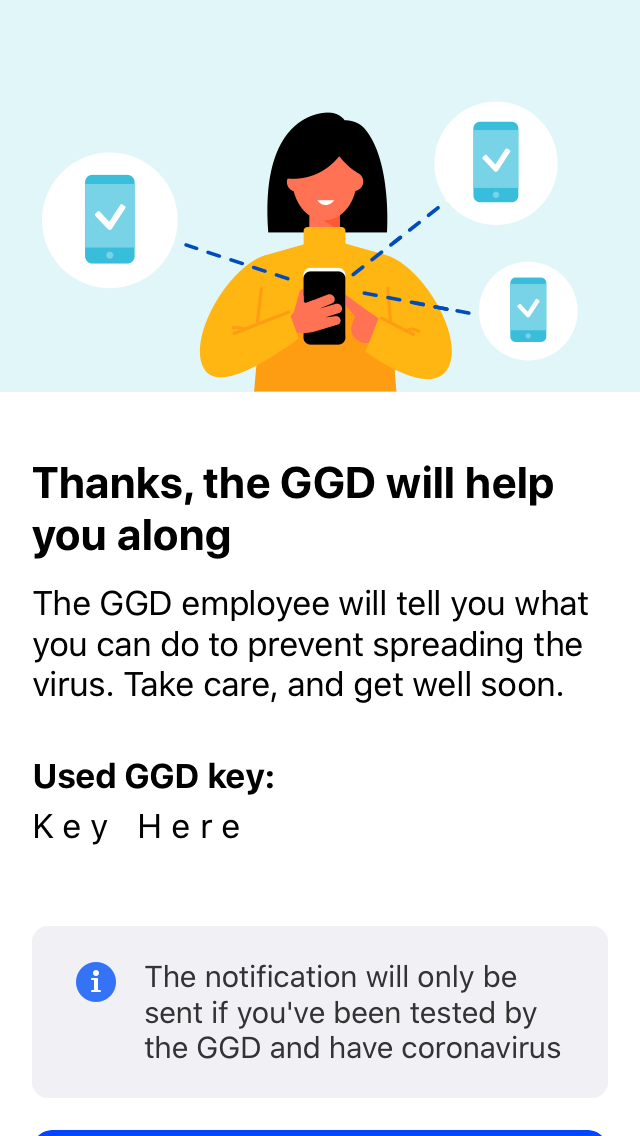 Thanks, the GGD will help
you along
The GGD employee will tell you what
you can do to prevent spreading the
virus. Take care, and get well soon.
Used GGD key:
Key Here
The notification will only be
sent if you've been tested by
the GGD and have coronavirus